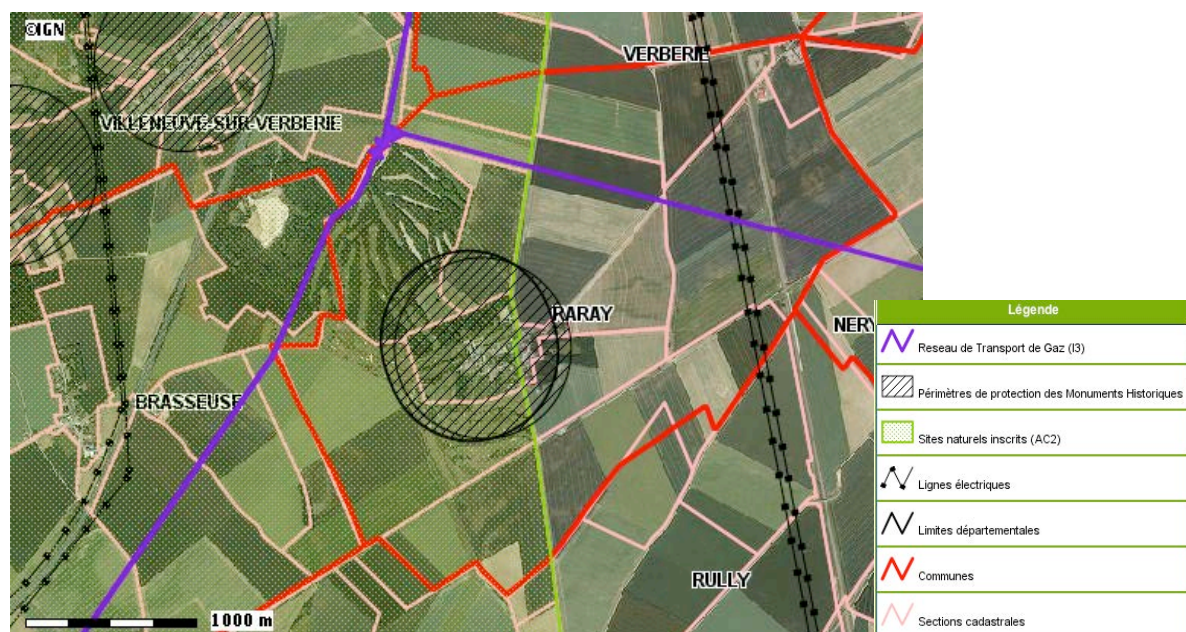 ©IGN
VERBERIE
VILLENEUVE-SUR-VERBERIE
RARAY
NERY
BRASSEUSE
RULLY
1000 m
Légende
Reseau de Transport de Gaz (I3)
Périmètres de protection des Monuments Historiques
Sites naturels inscrits (AC2)
Lignes électriques
Limites départementales
Communes
Sections cadastrales